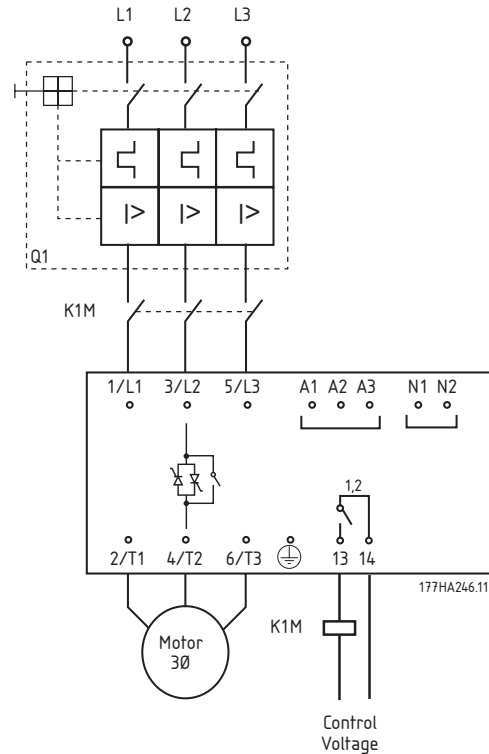 L1 L2 L3
I> I> I>
Q1
K1M
1/L1 3/L2 5/L3 A1 A2 A3 N1 N2
1,2
2/T1 4/T2 6/T3 13 14
177HA246.11
K1M
Motor
3Ø
Control
Voltage